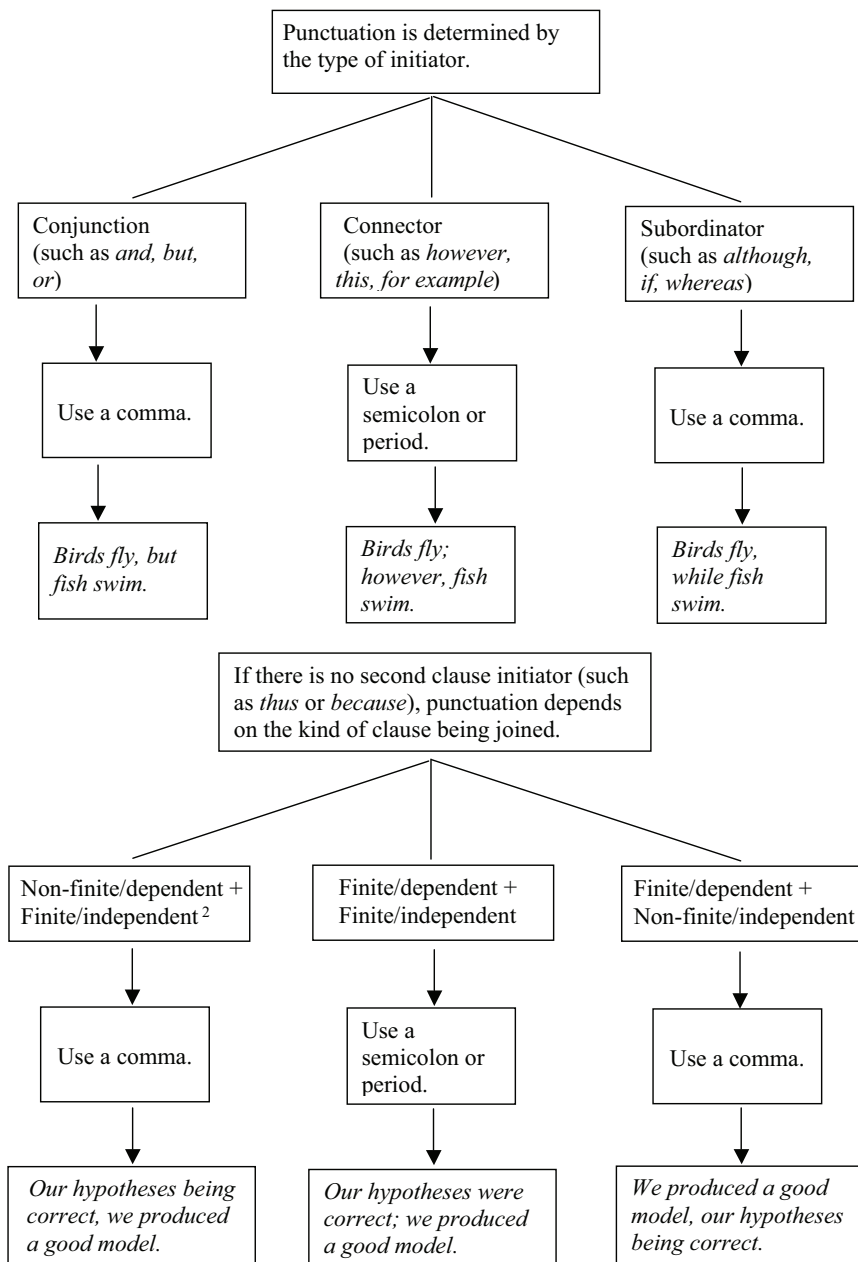 Punctuation is determined by
the type of initiator.
Conjunction
(such as and, but,
or)
Connector
(such as however,
this, for example)
Subordinator
(such as although,
if, whereas)
Use a comma.
Use a
semicolon or
period.
Use a comma.
Birds fly, but
fish swim.
Birds fly;
however, fish
swim.
Birds fly,
while fish
swim.
If there is no second clause initiator (such
as thus or because), punctuation depends
on the kind of clause being joined.
Non-finite/dependent +
Finite/independent 2
Finite/dependent +
Finite/independent
Finite/dependent +
Non-finite/independent
Use a comma.
Use a
semicolon or
period.
Use a comma.
Our hypotheses being
correct, we produced
a good model.
Our hypotheses were
correct; we produced
a good model.
We produced a good
model, our hypotheses
being correct.